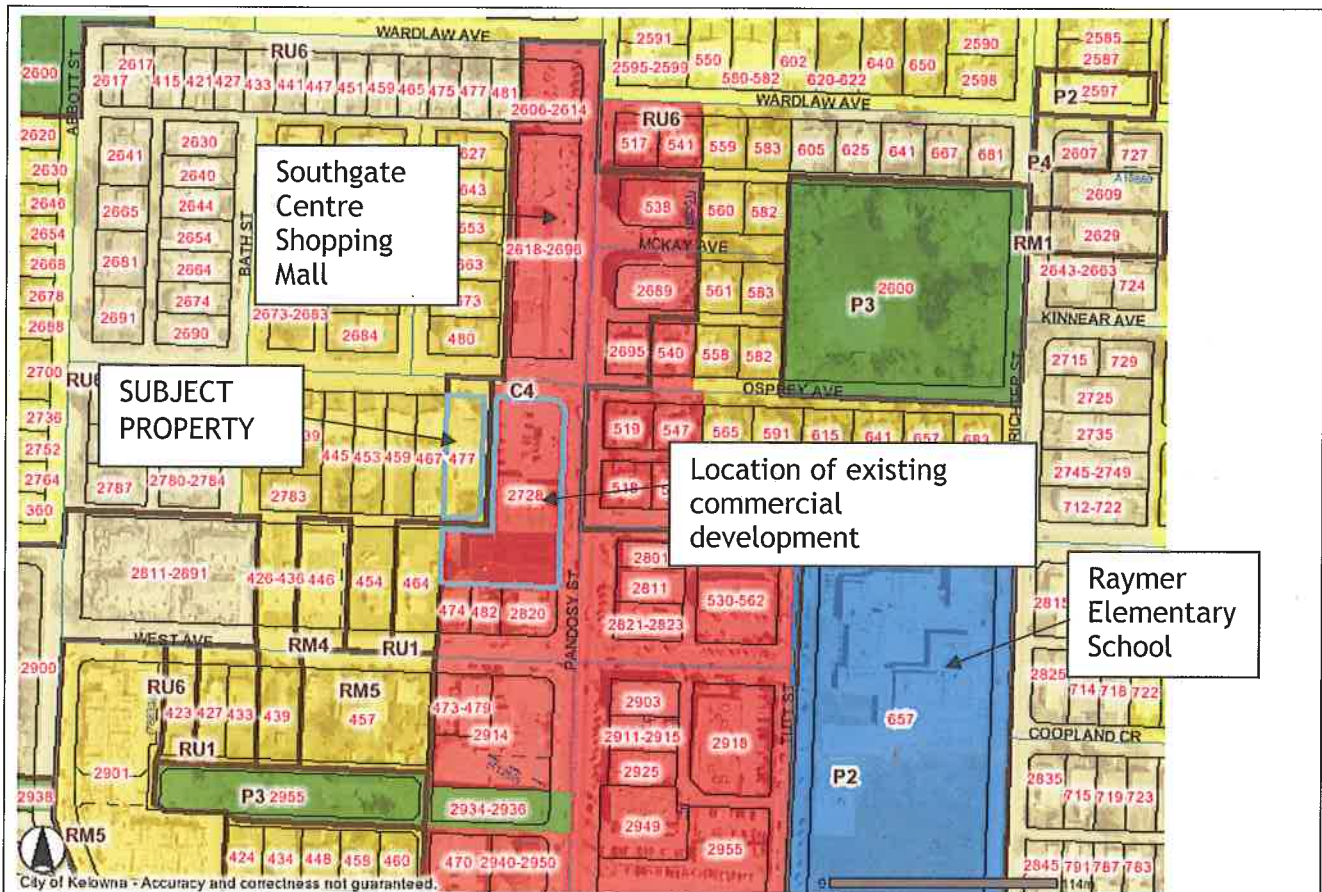 WARDLAW AVE
2600
ABBOTT ST
RU6
2617
2617 415 421 427 433 441 447 451 459 465 475 477 481
2606-2614
2591
2595-2599
550
580-582
602
620-622
640
650
2590
2598
2585
2587
P2 2597
WARDLAW AVE
RU6
517 541 559 583 605 625 641 667 681
P4
2607 727
2609
2620
2630
2646
2654
2668
2678
2688
2700
2736
2752
2764
360
2641
2665
2681
2691
2630
2640
2644
2654
2664
2674
2690
BATH ST
627
643
653
663
673
480
2673-2683
2684
Southgate
Centre
Shopping
Mall
2618-2696
538 560 582
MCKAY AVE
2689 561 583
2695 540 558 582
P3 2600
RM1
2629
2643-2663
724
KINNEAR AVE
RICHTER ST
OSPREY AVE
2715 729
2725
2735
2745-2749
712-722
SUBJECT
PROPERTY
C4
445 453 459 467 477
2787 2780-2784 2783
2728
519 547 565 591 615 641 657 683
518
Location of existing
commercial
development
Raymer
Elementary
School
2811-2891
426-436 446 454 464
474 482 2820
2801
2811
2821-2823
530-562
2815
WEST AVE
RM4
RU1
PANDOSY ST
2900
RU6
423 427 433 439
RM5
457
RU1
473-479
2914
2903
2911-2915
2925
2918
657
P2
2825
714 718 722
COOPLAND CR
2901
2938
P3 2955
2934-2936
2949
2955
2835
715 719 723
RM5
424 434 448 458 460
470 2940-2950
2845 791 787 783
City of Kelowna - Accuracy and correctness not guaranteed.
114m